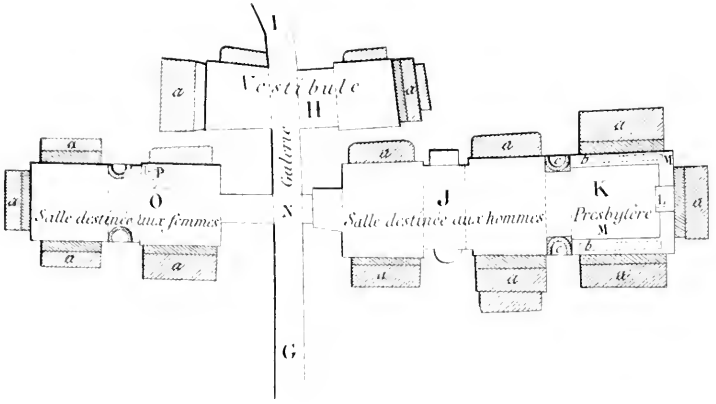 I
a
Vestibule
a
H
Galerie
a
a
a
c
b
M
P
O
J
K
L
a
a
N
Salle destinée aux femmes
Salle destinée aux hommes
Presbytère
M
c
b
a
a
a
a
a
G